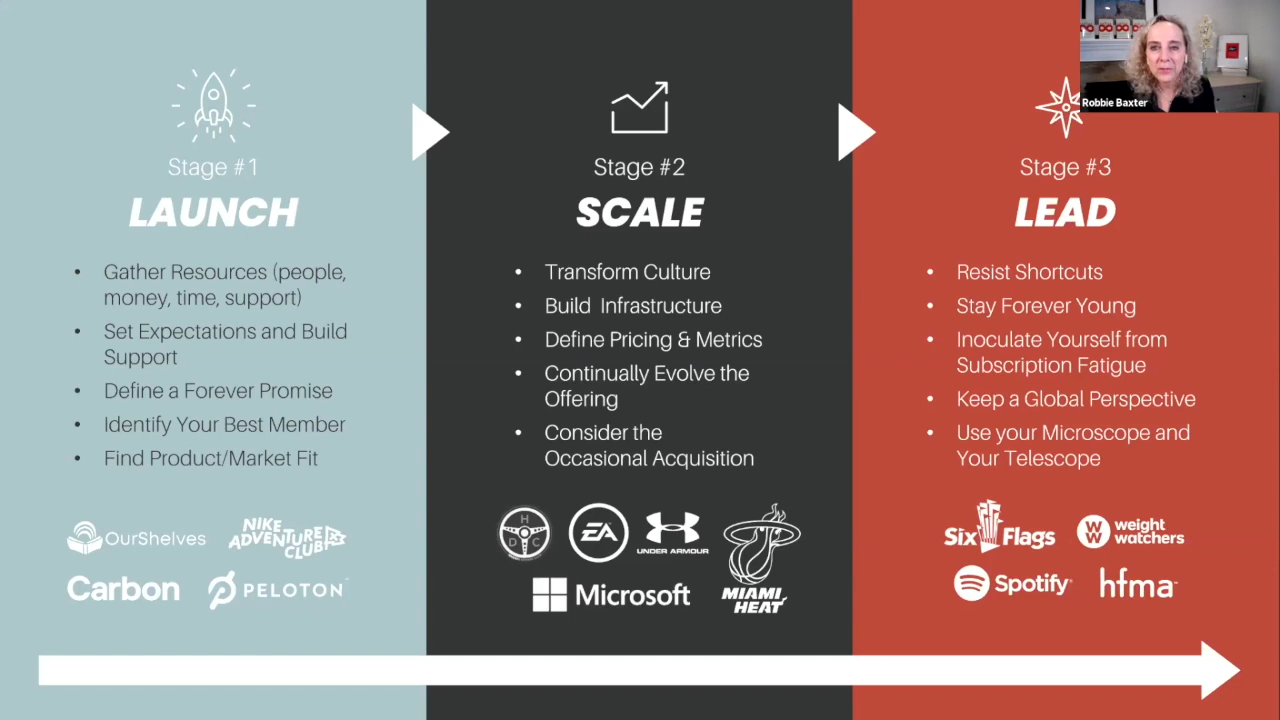 Stage #1
LAUNCH
• Gather Resources (people,
money, time, support)
• Set Expectations and Build
Support
• Define a Forever Promise
• Identify Your Best Member
• Find Product/Market Fit
OurShelves
NIKE
ADVENTURE
CLUB
Carbon
PELOTON
Stage #2
SCALE
• Transform Culture
• Build Infrastructure
• Define Pricing & Metrics
• Continually Evolve the
Offering
• Consider the
Occasional Acquisition
H
D C
EA
UNDER ARMOUR
Microsoft
MIAMI
HEAT
Robbie Baxter
Stage #3
LEAD
• Resist Shortcuts
• Stay Forever Young
• Inoculate Yourself from
Subscription Fatigue
• Keep a Global Perspective
• Use your Microscope and
Your Telescope
Six Flags
W
W
weight
watchers
Spotify
hfma